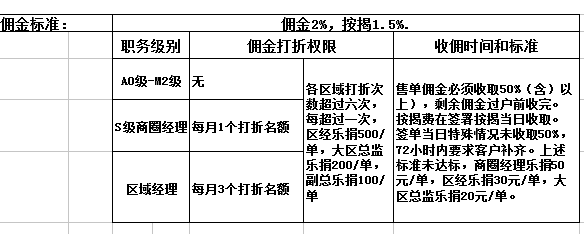 佣金标准：
佣金2%，按揭1.5%.
职务级别
佣金打折权限
收佣时间和标准
A0级-M2级
无
S级商圈经理
每月1个打折名额
区域经理
每月3个打折名额
各区域打折次
数超过六次，
每超过一次，
区经乐捐500/
单，大区总监
乐捐200/单，
副总乐捐100/
单
售单佣金必须收取50%（含）以
上），剩余佣金过户前收完。
按揭费在签署按揭当日收取。
签单当日特殊情况未收取50%，
72小时内要求客户补齐。上述
标准未达标，商圈经理乐捐50
元/单，区经乐捐30元/单，大
区总监乐捐20元/单。